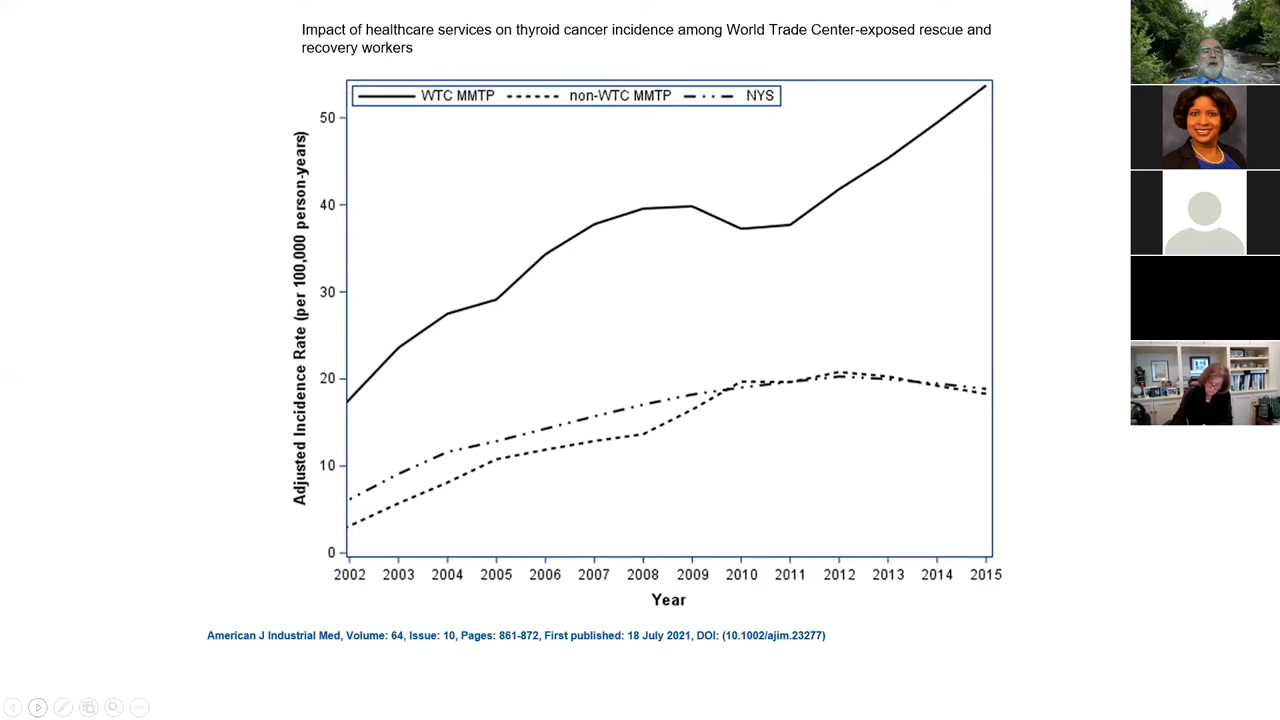 Impact of healthcare services on thyroid cancer incidence among World Trade Center-exposed rescue and
recovery workers
WTC MMTP non-WTC MMTP NYS
Adjusted Incidence Rate (per 100,000 person-years)
50
40
30
20
10
0
2002 2003 2004 2005 2006 2007 2008 2009 2010 2011 2012 2013 2014 2015
Year
American J Industrial Med, Volume: 64, Issue: 10, Pages: 861-872, First published: 18 July 2021, DOI: (10.1002/ajim.23277)